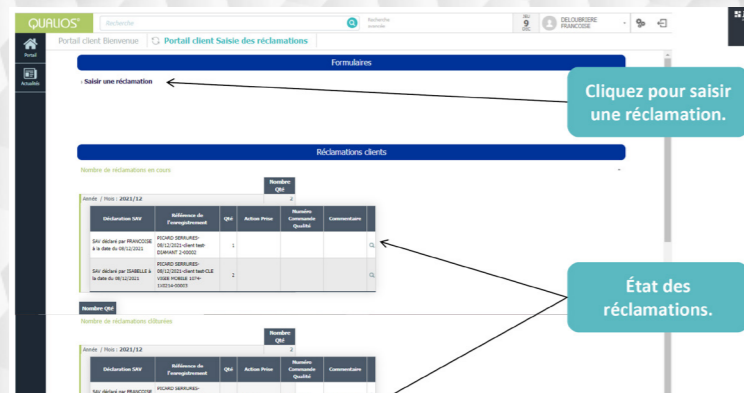 QUALIOS
Recherche
Recherche
avancée
JEU
9
DÉC
DELOUBRIERE
FRANCOISE
Portail client Bienvenue
Portail client Saisie des réclamations
Portail
Actualités
Formulaires
Saisir une réclamation
Cliquez pour saisir
une réclamation.
Réclamations clients
Nombre de réclamations en cours
Nombre
Qté
Année / Mois : 2021/12
2
Déclaration SAV
Référence de
l'enregistrement
Qté
Action Prise
Numéro
Commande
Qualité
Commentaire
SAV déclaré par FRANCOISE
à la date du 08/12/2021
PICARD SERRURES-
08/12/2021-client test-
DIAMANT 2-00002
1
SAV déclaré par ISABELLE à
la date du 08/12/2021
PICARD SERRURES-
08/12/2021-client test-CLE
VIGIE MOBILE 1074-
00003
2
État des
réclamations.
Nombre Qté
Nombre de réclamations clôturées
Nombre
Qté
Année / Mois : 2021/12
2
Déclaration SAV
Référence de
l'enregistrement
Qté
Action Prise
Numéro
Commande
Qualité
Commentaire
SAV déclaré par FRANCOISE
PICARD SERRURES-